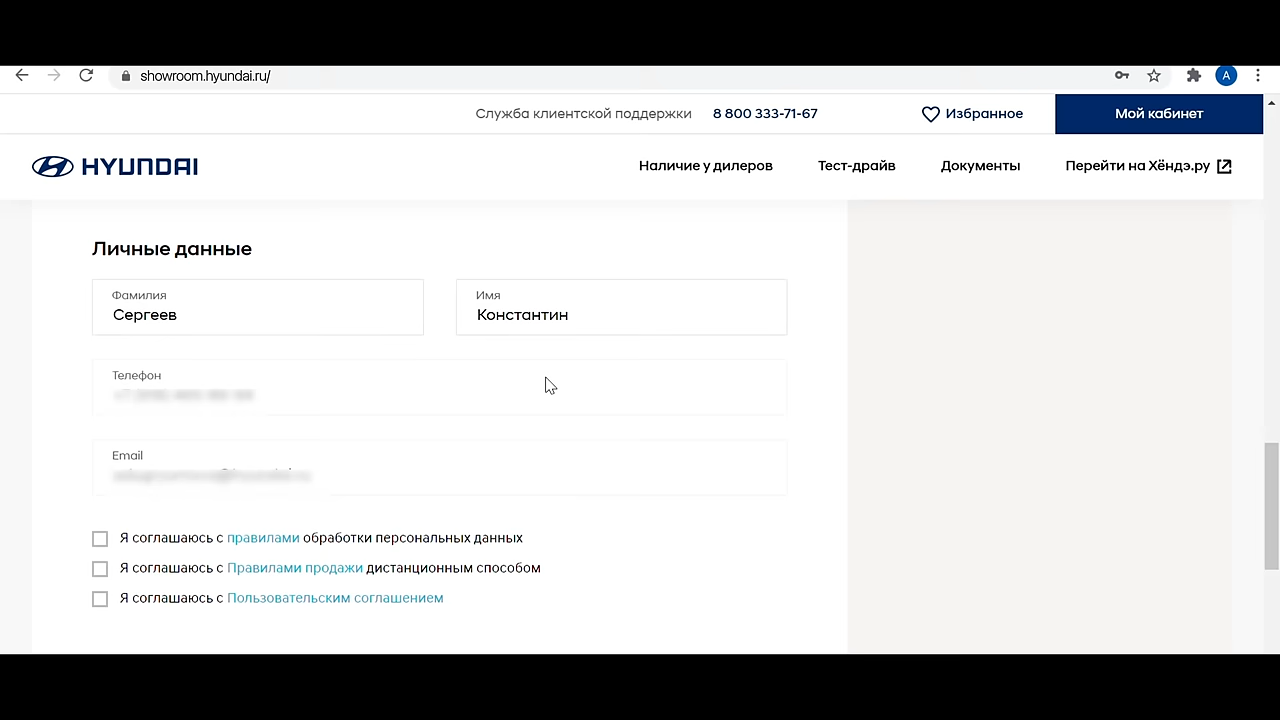 showroom.hyundai.ru/
A
Служба клиентской поддержки 8 800 333-71-67 Избранное Мой кабинет
HYUNDAI Наличие у дилеров Тест-драйв Документы Перейти на Хёндэ.ру
Личные данные
Фамилия Имя
Сергеев Константин
Телефон
Email
Я соглашаюсь с правилами обработки персональных данных
Я соглашаюсь с Правилами продажи дистанционным способом
Я соглашаюсь с Пользовательским соглашением